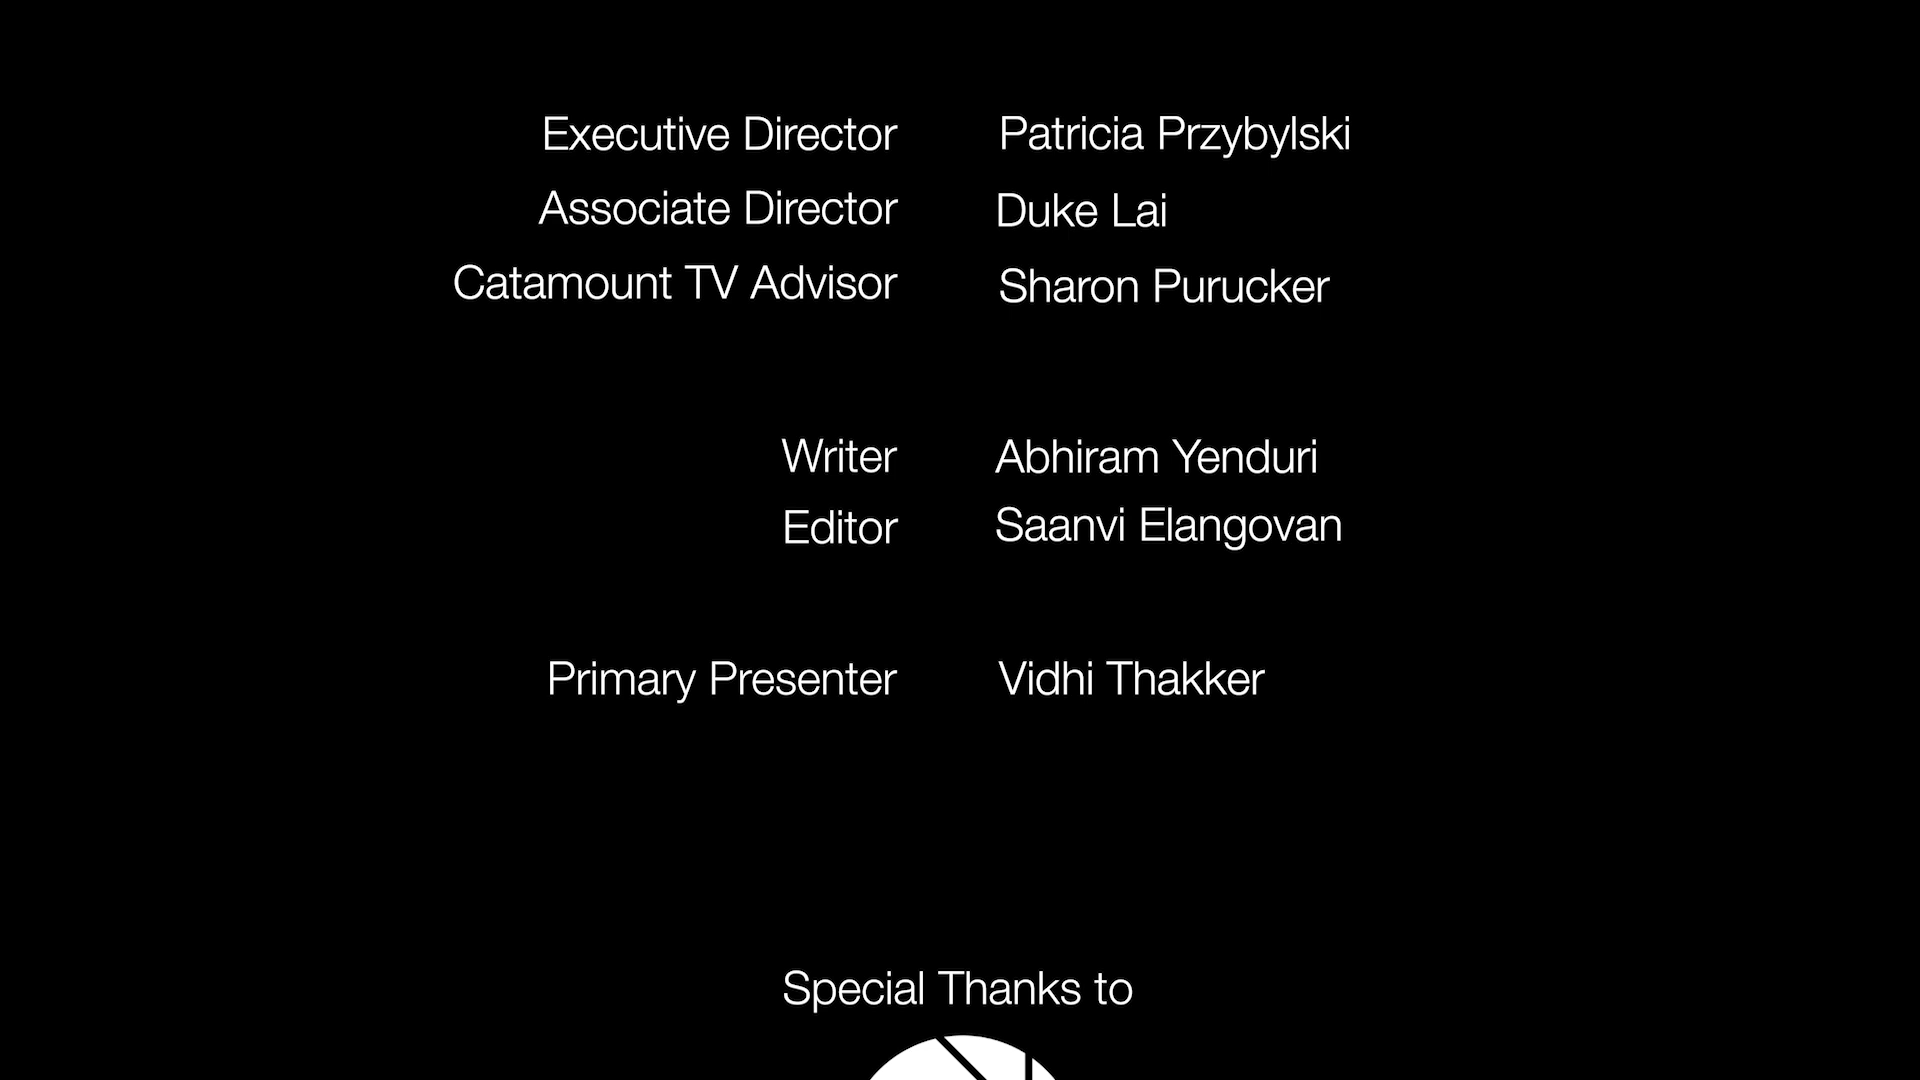 Executive Director Patricia Przybylski
Associate Director Duke Lai
Catamount TV Advisor Sharon Purucker
Writer Abhiram Yenduri
Editor Saanvi Elangovan
Primary Presenter Vidhi Thakker
Special Thanks to